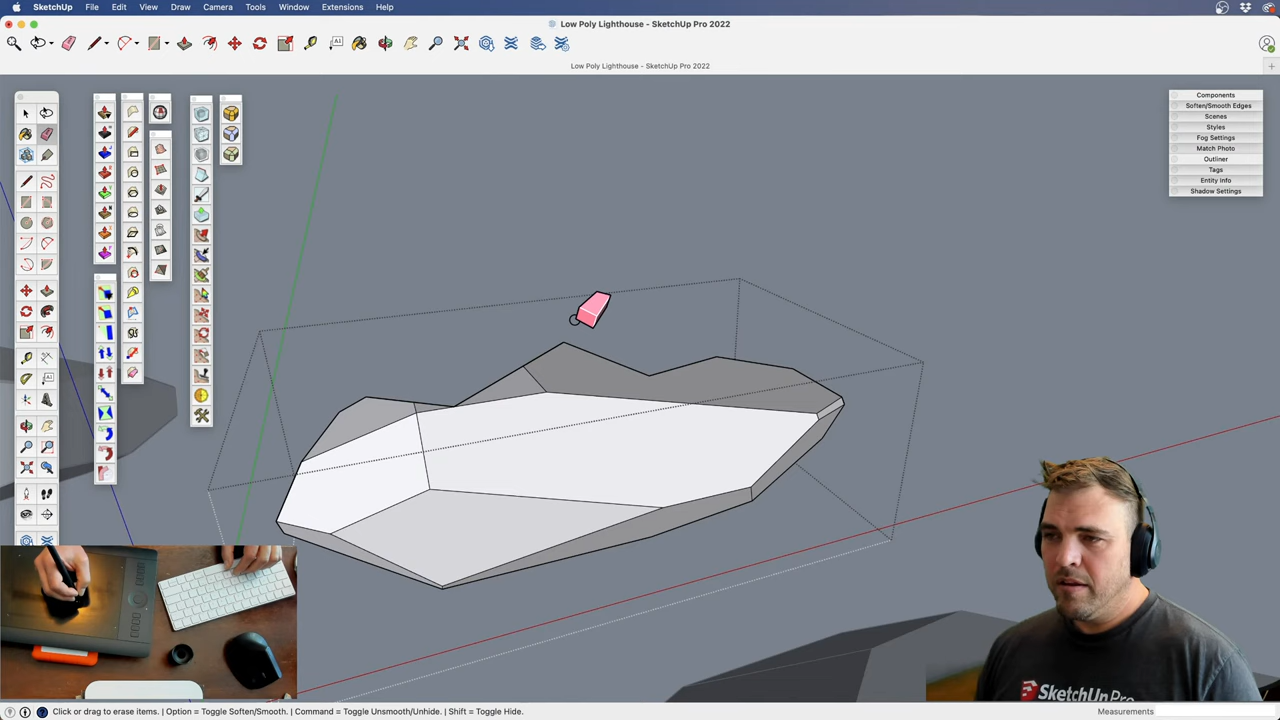 SketchUp File Edit View Draw Camera Tools Window Extensions Help
Low Poly Lighthouse - SketchUp Pro 2022
Low Poly Lighthouse - SketchUp Pro 2022
Components
Soften/Smooth Edges
Scenes
Styles
Fog Settings
Match Photo
Outliner
Tags
Entity Info
Shadow Settings
SketchUp Pro
Click or drag to erase items. | Option = Toggle Soften/Smooth. | Command = Toggle Unsmooth/Unhide. | Shift = Toggle Hide.
Measurements